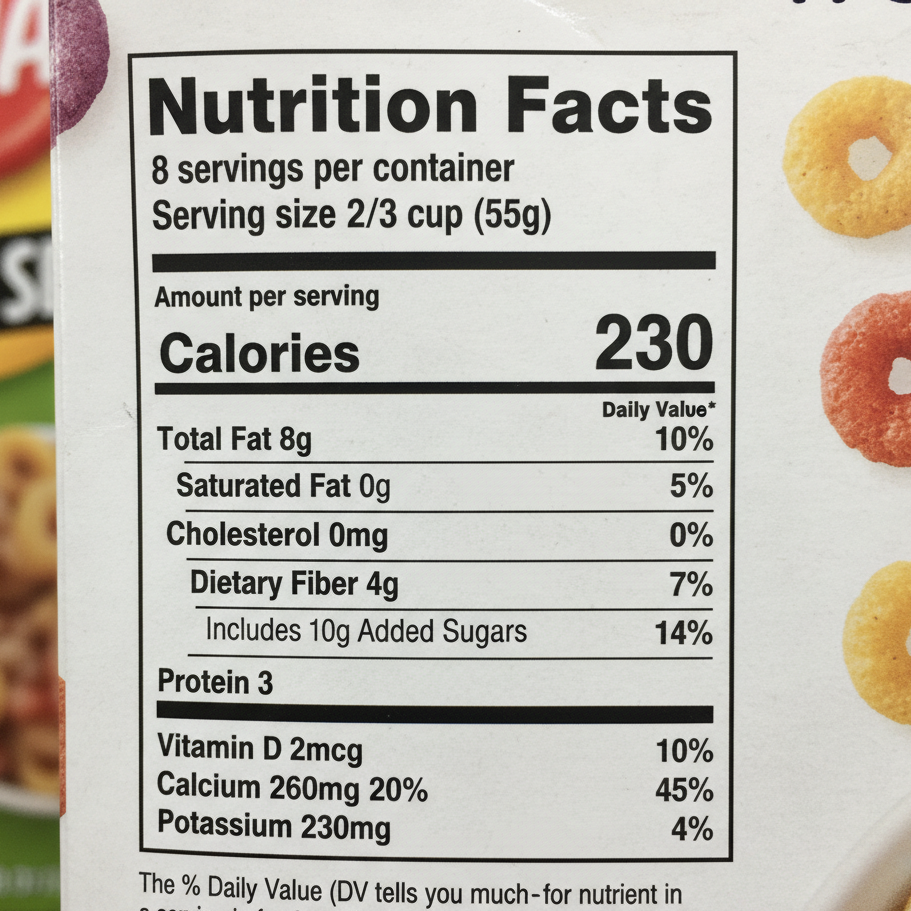 Nutrition Facts
8 servings per container
Serving size 2/3 cup (55g)
Amount per serving
Calories 230
Daily Value*
Total Fat 8g 10%
Saturated Fat 0g 5%
Cholesterol 0mg 0%
Dietary Fiber 4g 7%
Includes 10g Added Sugars 14%
Protein 3
Vitamin D 2mcg 10%
Calcium 260mg 20% 45%
Potassium 230mg 4%
The % Daily Value (DV tells you much-for nutrient in